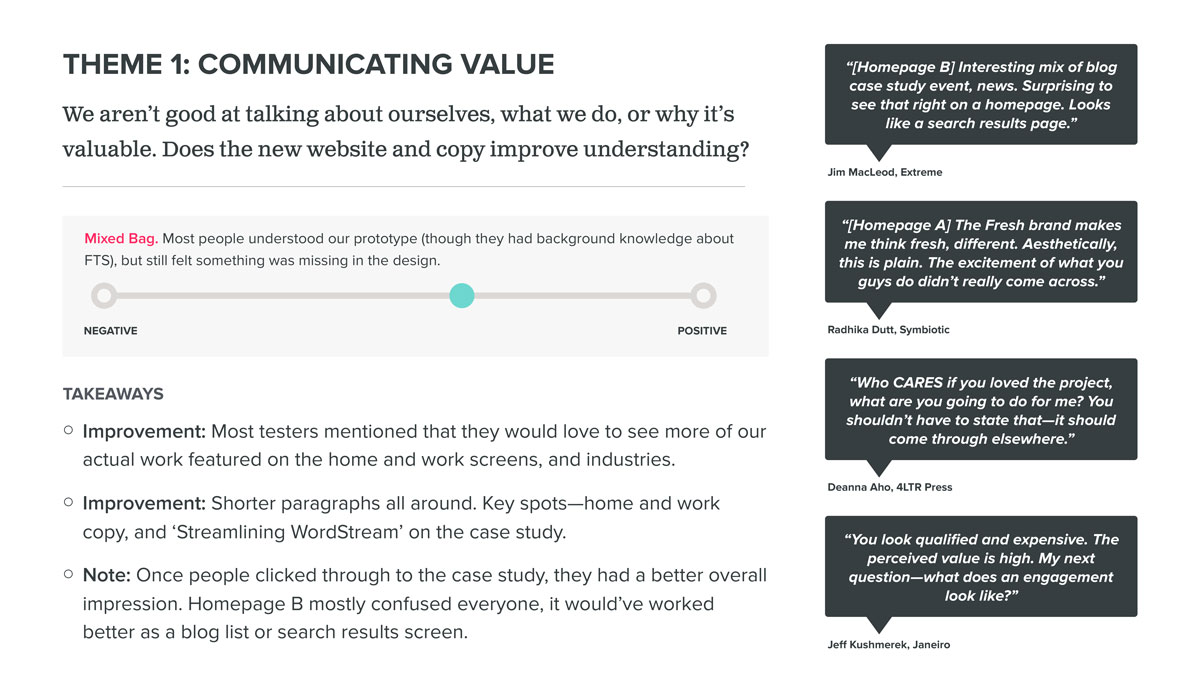 THEME 1: COMMUNICATING VALUE
We aren’t good at talking about ourselves, what we do, or why it’s
valuable. Does the new website and copy improve understanding?
Mixed Bag. Most people understood our prototype (though they had background knowledge about
FTS), but still felt something was missing in the design.
NEGATIVE
POSITIVE
TAKEAWAYS
Improvement: Most testers mentioned that they would love to see more of our
actual work featured on the home and work screens, and industries.
Improvement: Shorter paragraphs all around. Key spots—home and work
copy, and ‘Streamlining WordStream’ on the case study.
Note: Once people clicked through to the case study, they had a better overall
impression. Homepage B mostly confused everyone, it would’ve worked
better as a blog list or search results screen.
“[Homepage B] Interesting mix of blog
case study event, news. Surprising to
see that right on a homepage. Looks
like a search results page.”
Jim MacLeod, Extreme
“[Homepage A] The Fresh brand makes
me think fresh, different. Aesthetically,
this is plain. The excitement of what you
guys do didn’t really come across.”
Radhika Dutt, Symbiotic
“Who CARES if you loved the project,
what are you going to do for me? You
shouldn’t have to state that—it should
come through elsewhere.”
Deanna Aho, 4LTR Press
“You look qualified and expensive. The
perceived value is high. My next
question—what does an engagement
look like?”
Jeff Kushmerek, Janeiro